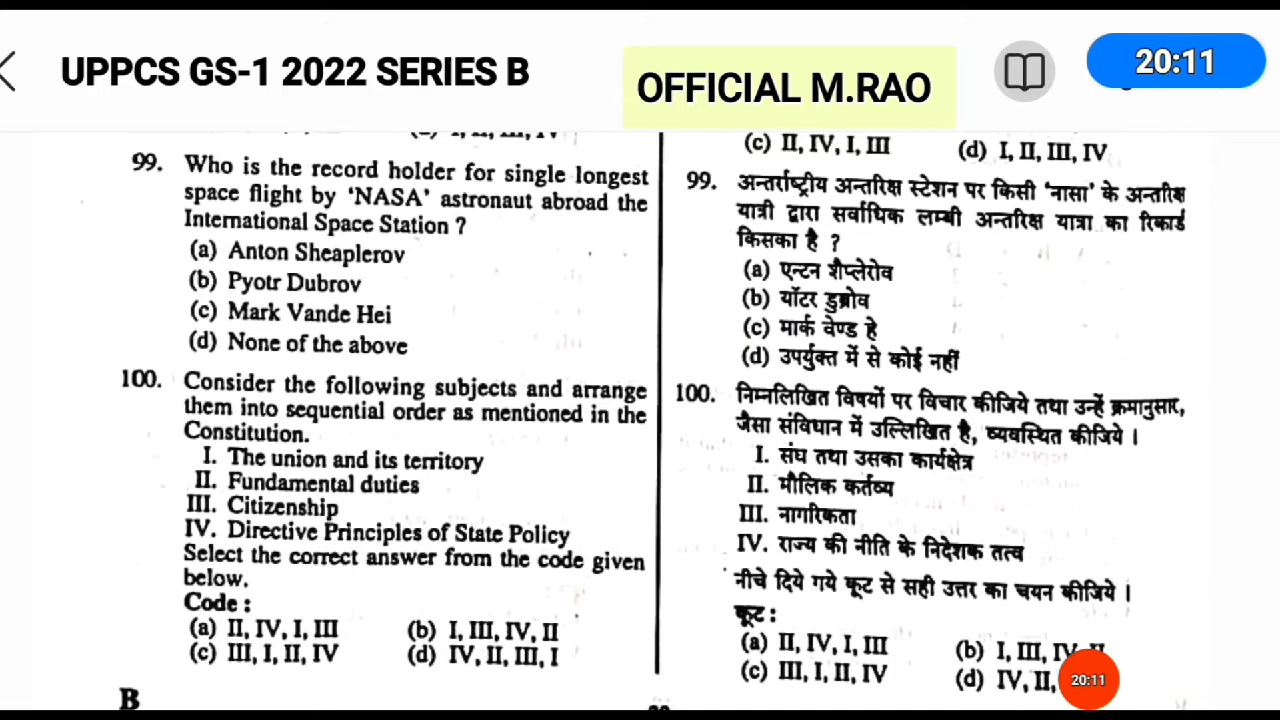 UPPCS GS-1 2022 SERIES B
OFFICIAL M.RAO
20:11
99. Who is the record holder for single longest
space flight by ‘NASA’ astronaut abroad the
International Space Station ?
(a) Anton Sheaplerov
(b) Pyotr Dubrov
(c) Mark Vande Hei
(d) None of the above
100. Consider the following subjects and arrange
them into sequential order as mentioned in the
Constitution.
I. The union and its territory
II. Fundamental duties
III. Citizenship
IV. Directive Principles of State Policy
Select the correct answer from the code given
below.
Code :
(a) II, IV, I, III (b) I, III, IV, II
(c) III, I, II, IV (d) IV, II, III, I
B
(c) II, IV, I, III (d) I, II, III, IV
99. अन्तर्राष्ट्रीय अन्तरिक्ष स्टेशन पर किसी ‘नासा’ के अन्तरिक्ष
यात्री द्वारा सर्वाधिक लम्बी अन्तरिक्ष यात्रा का रिकार्ड
किसका है ?
(a) एन्टन शैप्लेरोव
(b) यॉटर डुब्रोव
(c) मार्क वेण्ड हे
(d) उपर्युक्त में से कोई नहीं
100. निम्नलिखित विषयों पर विचार कीजिये तथा उन्हें क्रमानुसार,
जैसा संविधान में उल्लिखित है, व्यवस्थित कीजिये ।
I. संघ तथा उसका कार्यक्षेत्र
II. मौलिक कर्तव्य
III. नागरिकता
IV. राज्य की नीति के निदेशक तत्व
नीचे दिये गये कूट से सही उत्तर का चयन कीजिये ।
कूट :
(a) II, IV, I, III (b) I, III, IV,
(c) III, I, II, IV (d) IV, II,
20:11